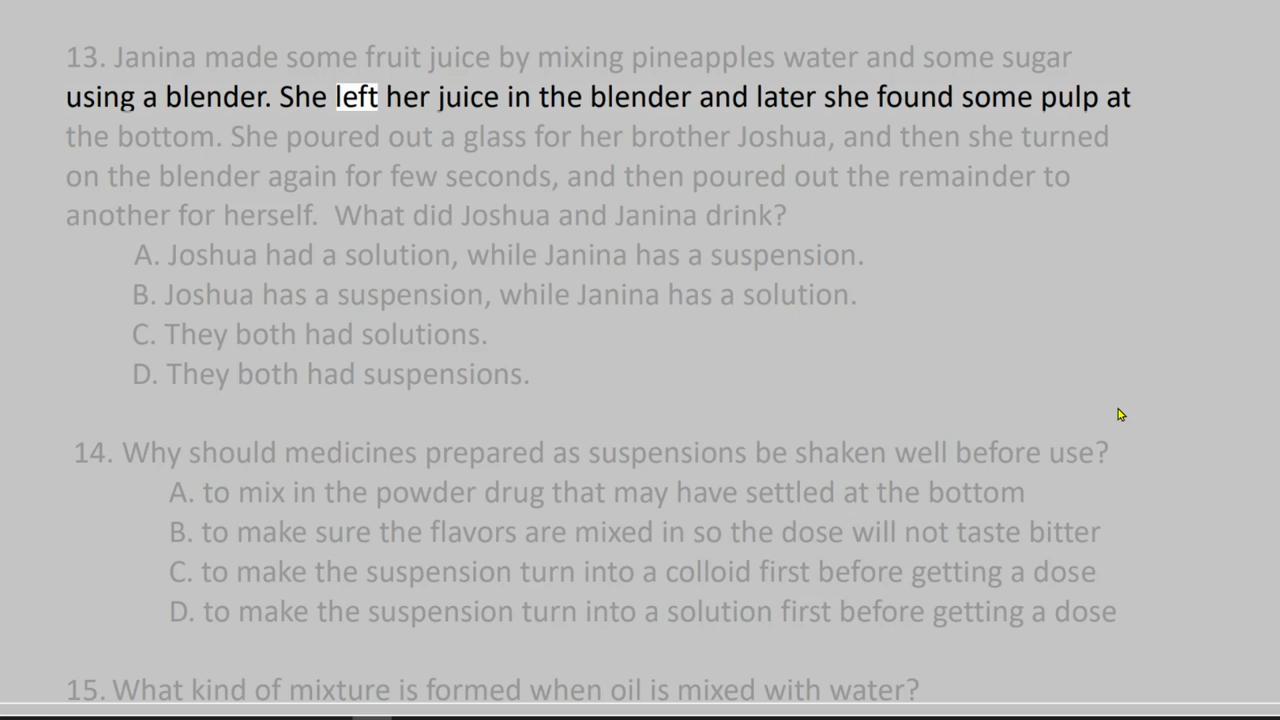 13. Janina made some fruit juice by mixing pineapples water and some sugar
using a blender. She left her juice in the blender and later she found some pulp at
the bottom. She poured out a glass for her brother Joshua, and then she turned
on the blender again for few seconds, and then poured out the remainder to
another for herself.  What did Joshua and Janina drink?
A. Joshua had a solution, while Janina has a suspension.
B. Joshua has a suspension, while Janina has a solution.
C. They both had solutions.
D. They both had suspensions.
14. Why should medicines prepared as suspensions be shaken well before use?
A. to mix in the powder drug that may have settled at the bottom
B. to make sure the flavors are mixed in so the dose will not taste bitter
C. to make the suspension turn into a colloid first before getting a dose
D. to make the suspension turn into a solution first before getting a dose
15. What kind of mixture is formed when oil is mixed with water?